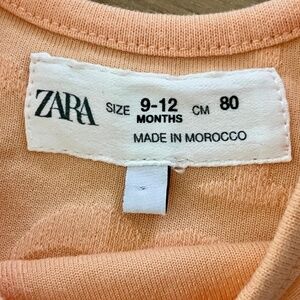 ZARA SIZE 9-12 CM 80
MONTHS
MADE IN MOROCCO